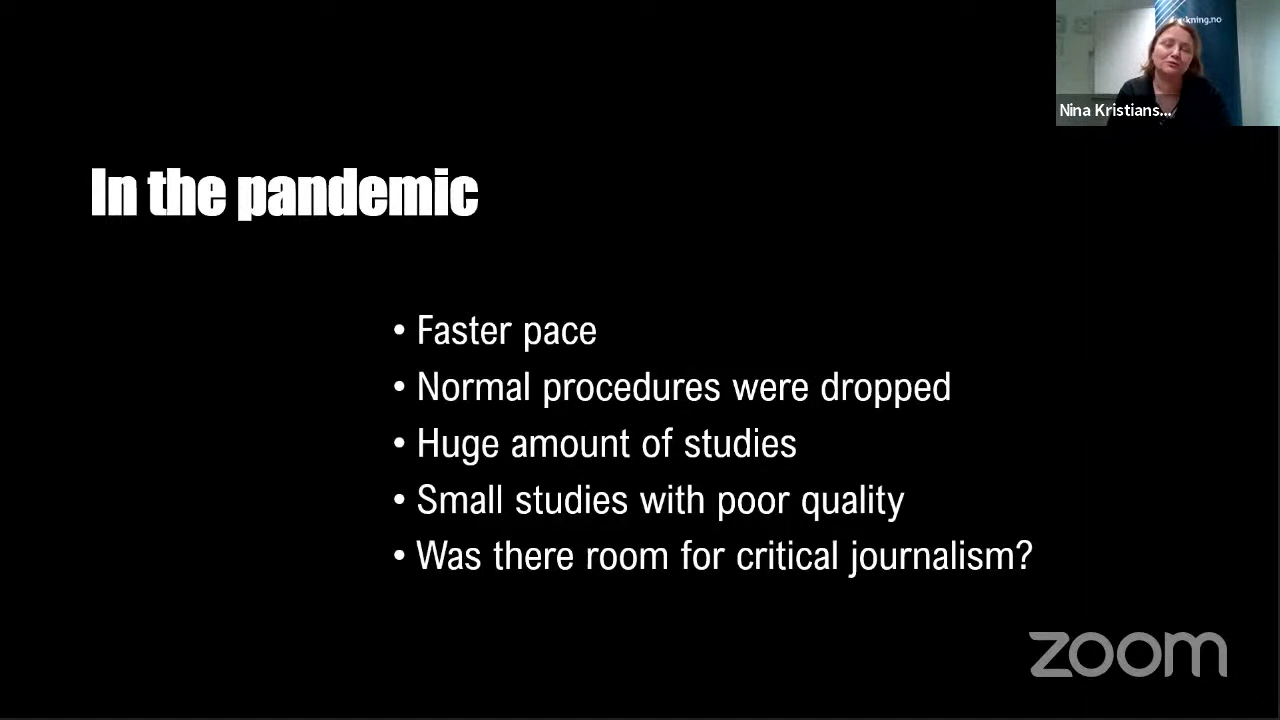 Nina Kristians...
In the pandemic
• Faster pace
• Normal procedures were dropped
• Huge amount of studies
• Small studies with poor quality
• Was there room for critical journalism?
zoom